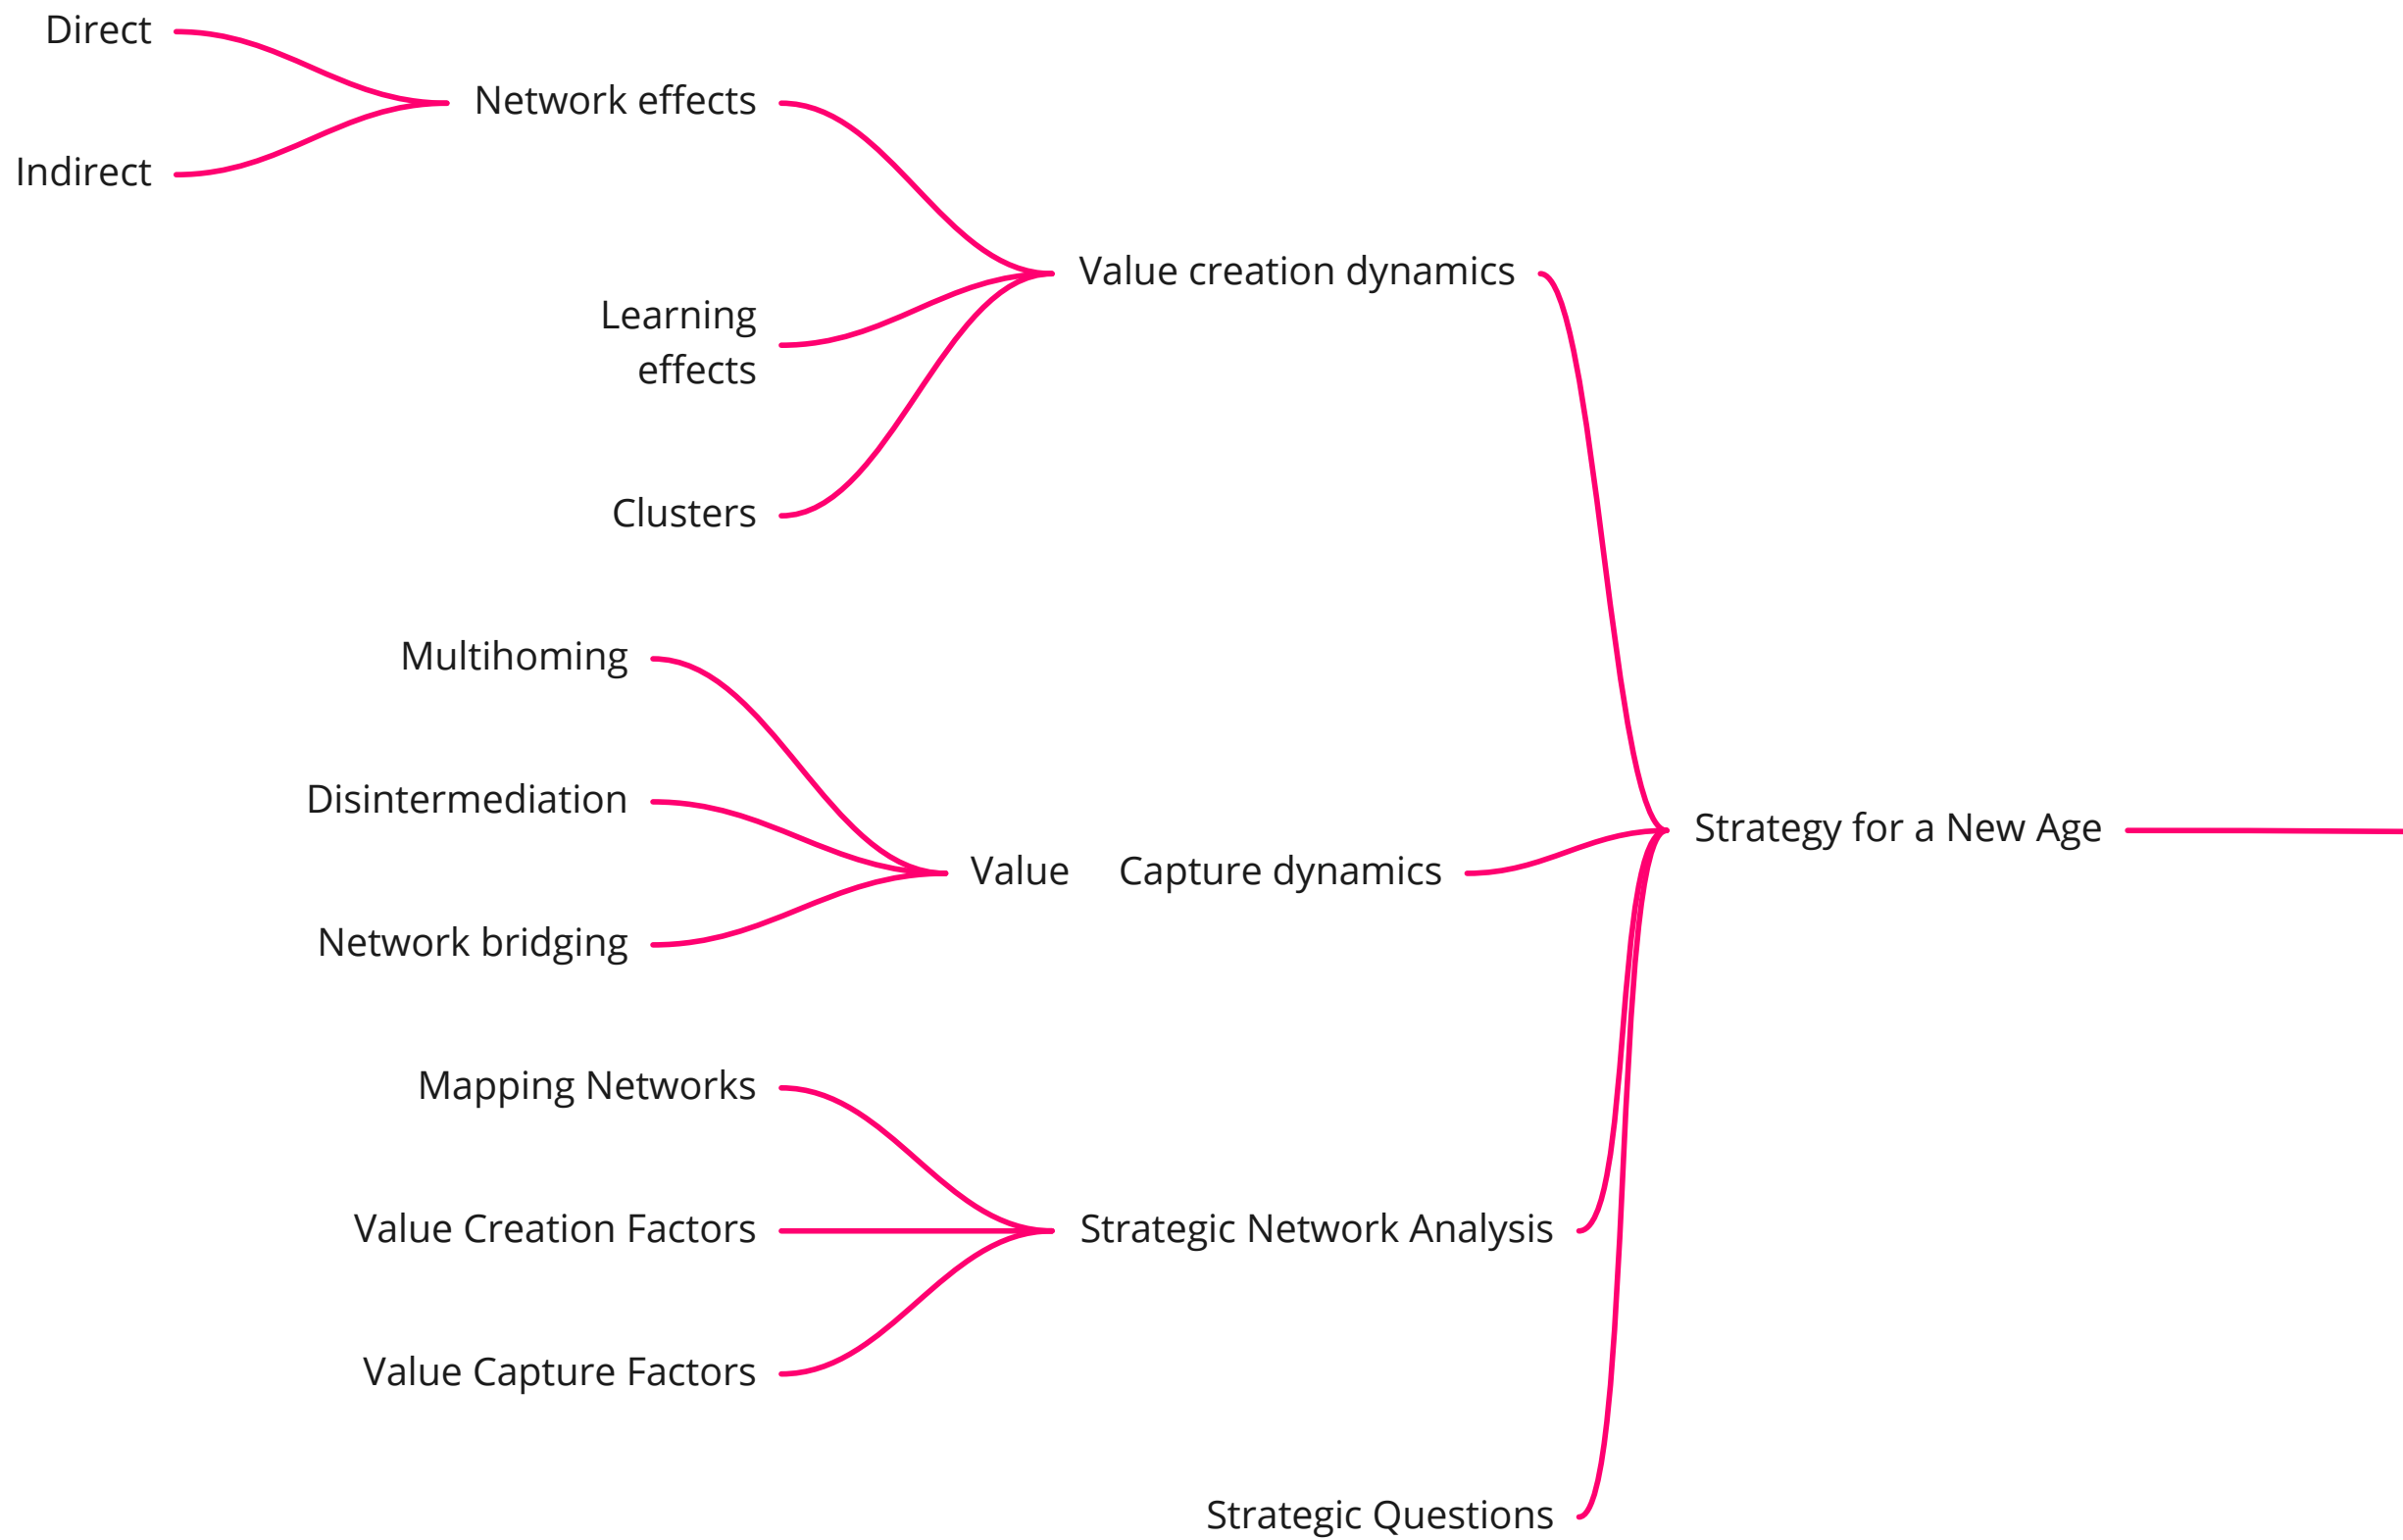 Direct
Network effects
Indirect
Value creation dynamics
Learning
effects
Clusters
Multihoming
Disintermediation
Strategy for a New Age
Value Capture dynamics
Network bridging
Mapping Networks
Value Creation Factors
Strategic Network Analysis
Value Capture Factors
Strategic Questions